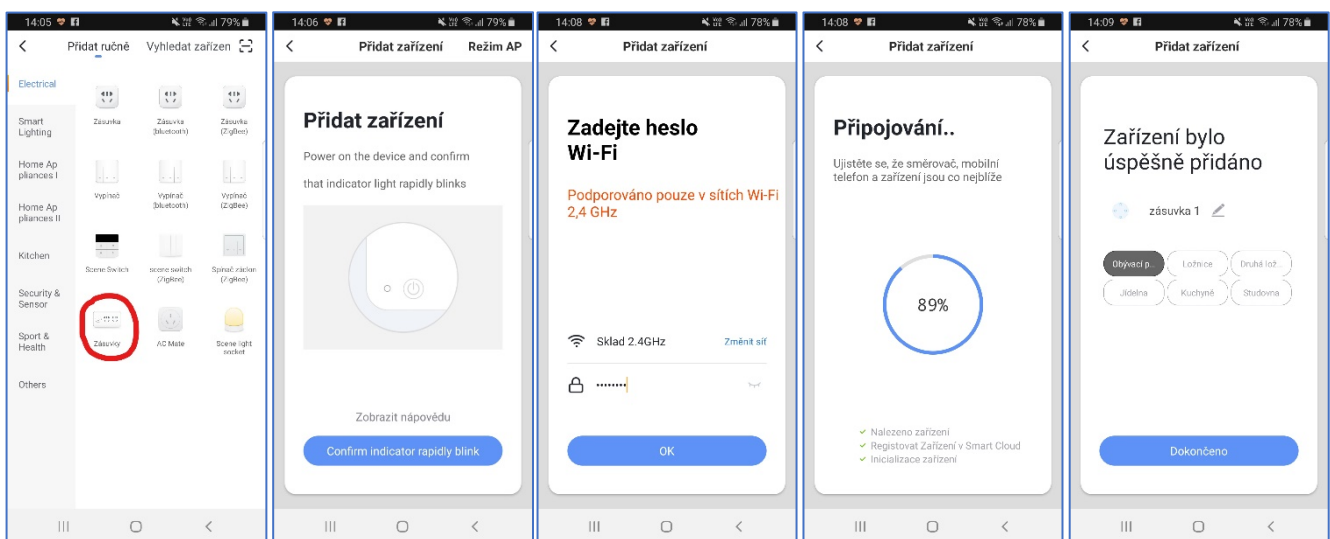 14:05
79%
Přidat ručně
Vyhledat zařízen
Electrical
Smart
Lighting
Home Ap
pliances I
Home Ap
pliances II
Kitchen
Security &
Sensor
Sport &
Health
Others
Zásuvka
Zásuvka
(bluetooth)
Zásuvka
(ZigBee)
Vypínač
Vypínač
(bluetooth)
Vypínač
(ZigBee)
Scene Switch
scene switch
(ZigBee)
Spínač záclon
(ZigBee)
Zásuvky
AC Mate
Scene light
socket
14:06
79%
Přidat zařízení
Režim AP
Přidat zařízení
Power on the device and confirm
that indicator light rapidly blinks
Zobrazit nápovědu
Confirm indicator rapidly blink
14:08
78%
Přidat zařízení
Zadejte heslo
Wi-Fi
Podporováno pouze v sítích Wi-Fi
2,4 GHz
Sklad 2.4GHz
Změnit síť
••••••••
OK
14:08
78%
Přidat zařízení
Připojování..
Ujistěte se, že směrovač, mobilní
telefon a zařízení jsou co nejblíže
89%
Nalezeno zařízení
Registovat Zařízení v Smart Cloud
Inicializace zařízení
14:09
78%
Přidat zařízení
Zařízení bylo
úspěšně přidáno
zásuvka 1
Obývací p...
Ložnice
Druhá lož...
Jídelna
Kuchyně
Studovna
Dokončeno